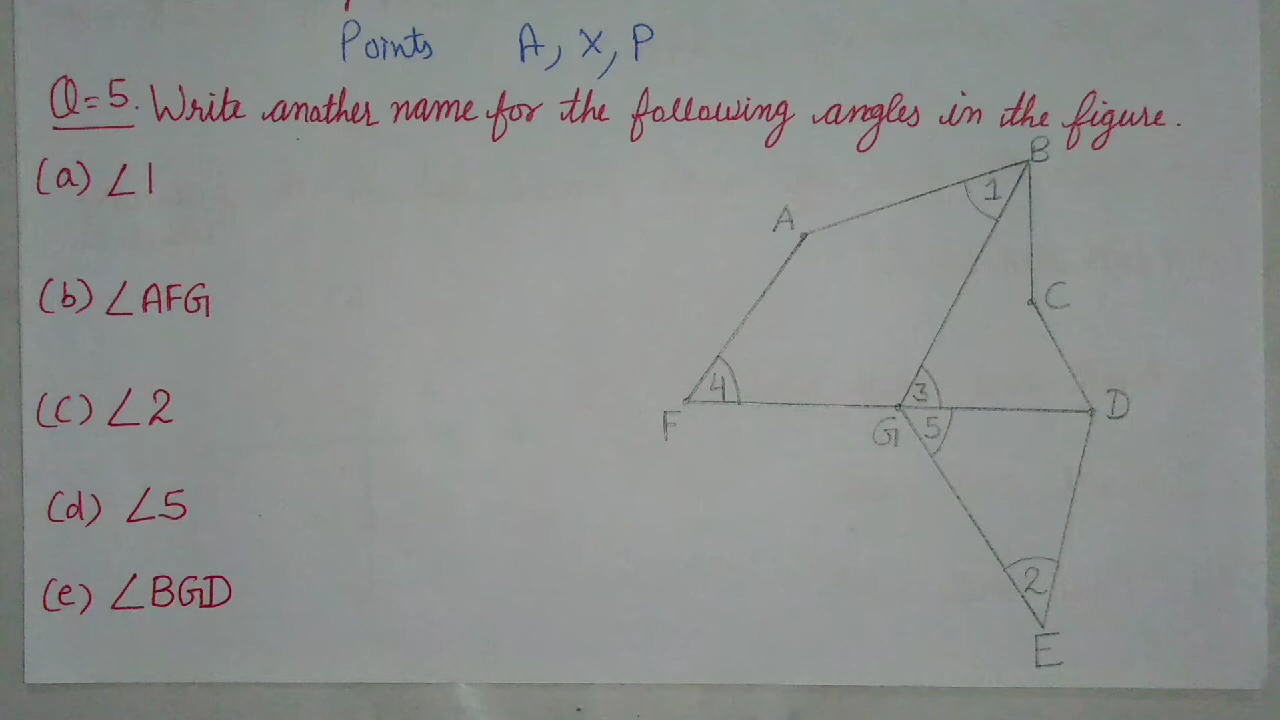 Points A, X, P
Q=5. Write another name for the following angles in the figure.
(a) ∠1
(b) ∠AFG
(c) ∠2
(d) ∠5
(e) ∠BGD
B
1
A
C
4
3
F
G
5
D
2
E